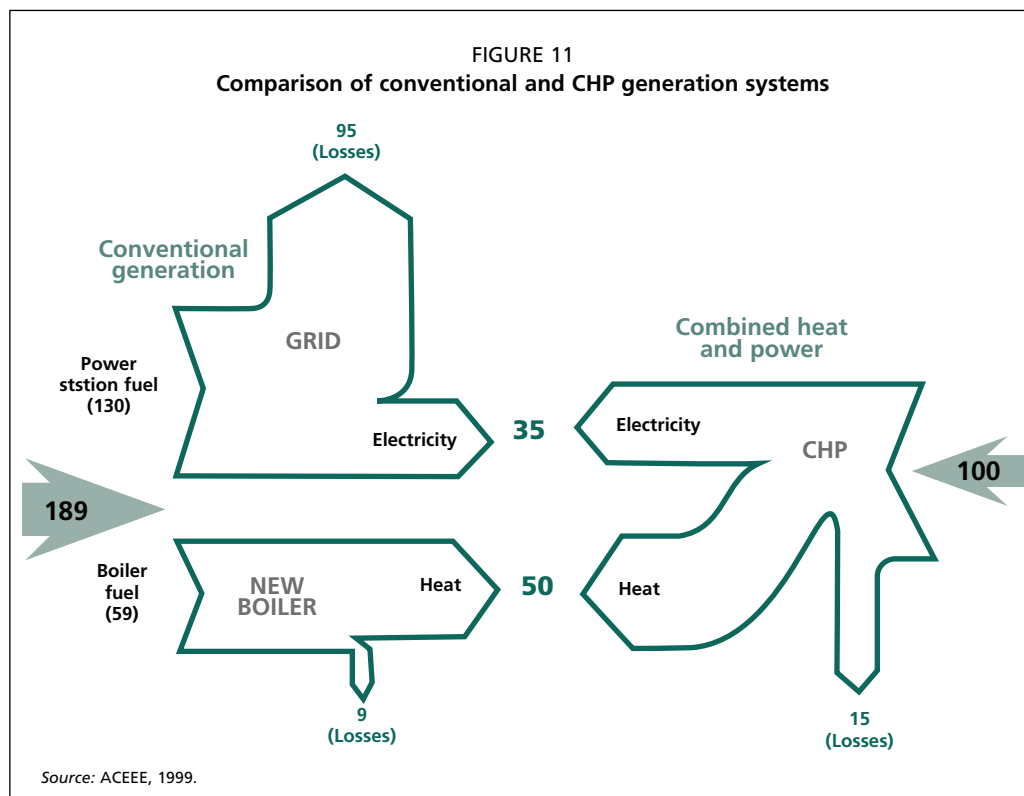 FIGURE 11
Comparison of conventional and CHP generation systems
95
(Losses)
Conventional
generation
GRID
Power
ststion fuel
(130)
Electricity
35
189
Boiler
fuel
(59)
NEW
BOILER
Heat
50
9
(Losses)
Combined heat
and power
Electricity
CHP
100
Heat
15
(Losses)
Source: ACEEE, 1999.